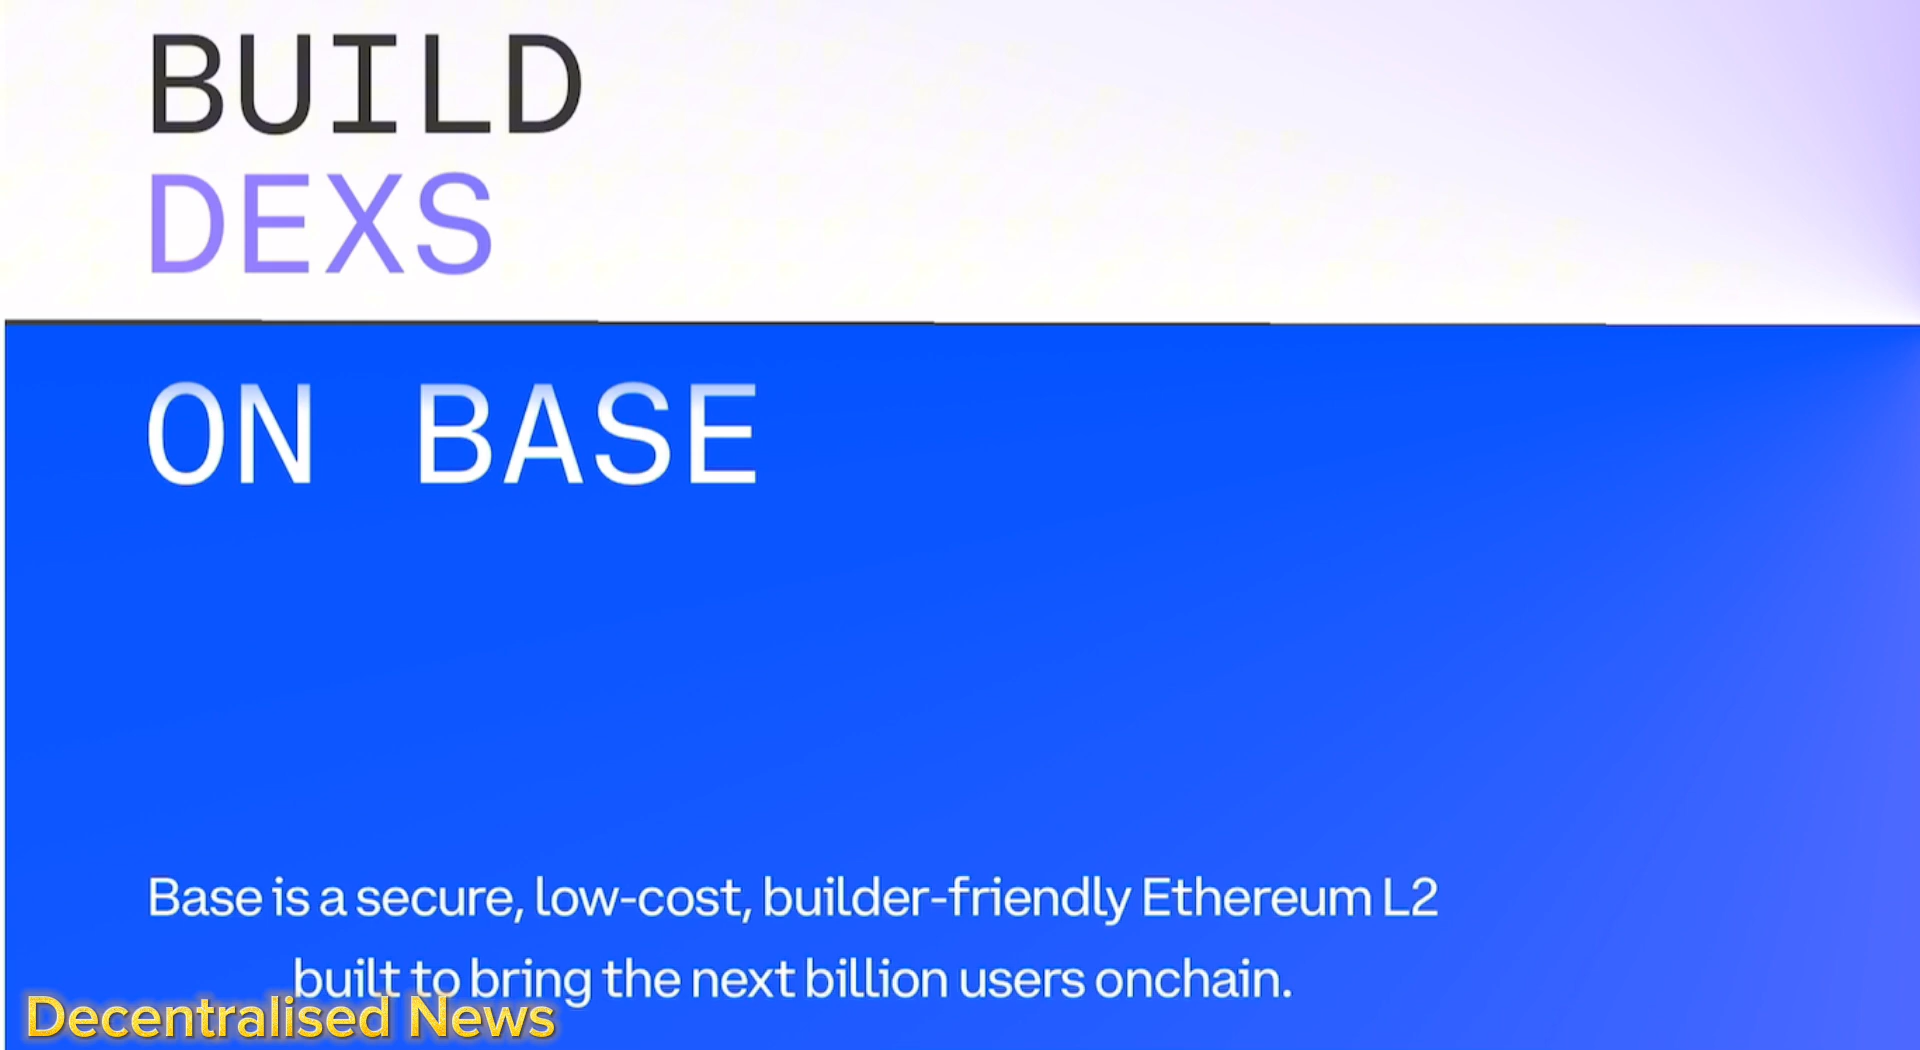 BUILD
DEXS
ON BASE
Base is a secure, low-cost, builder-friendly Ethereum L2
built to bring the next billion users onchain.
Decentralised News